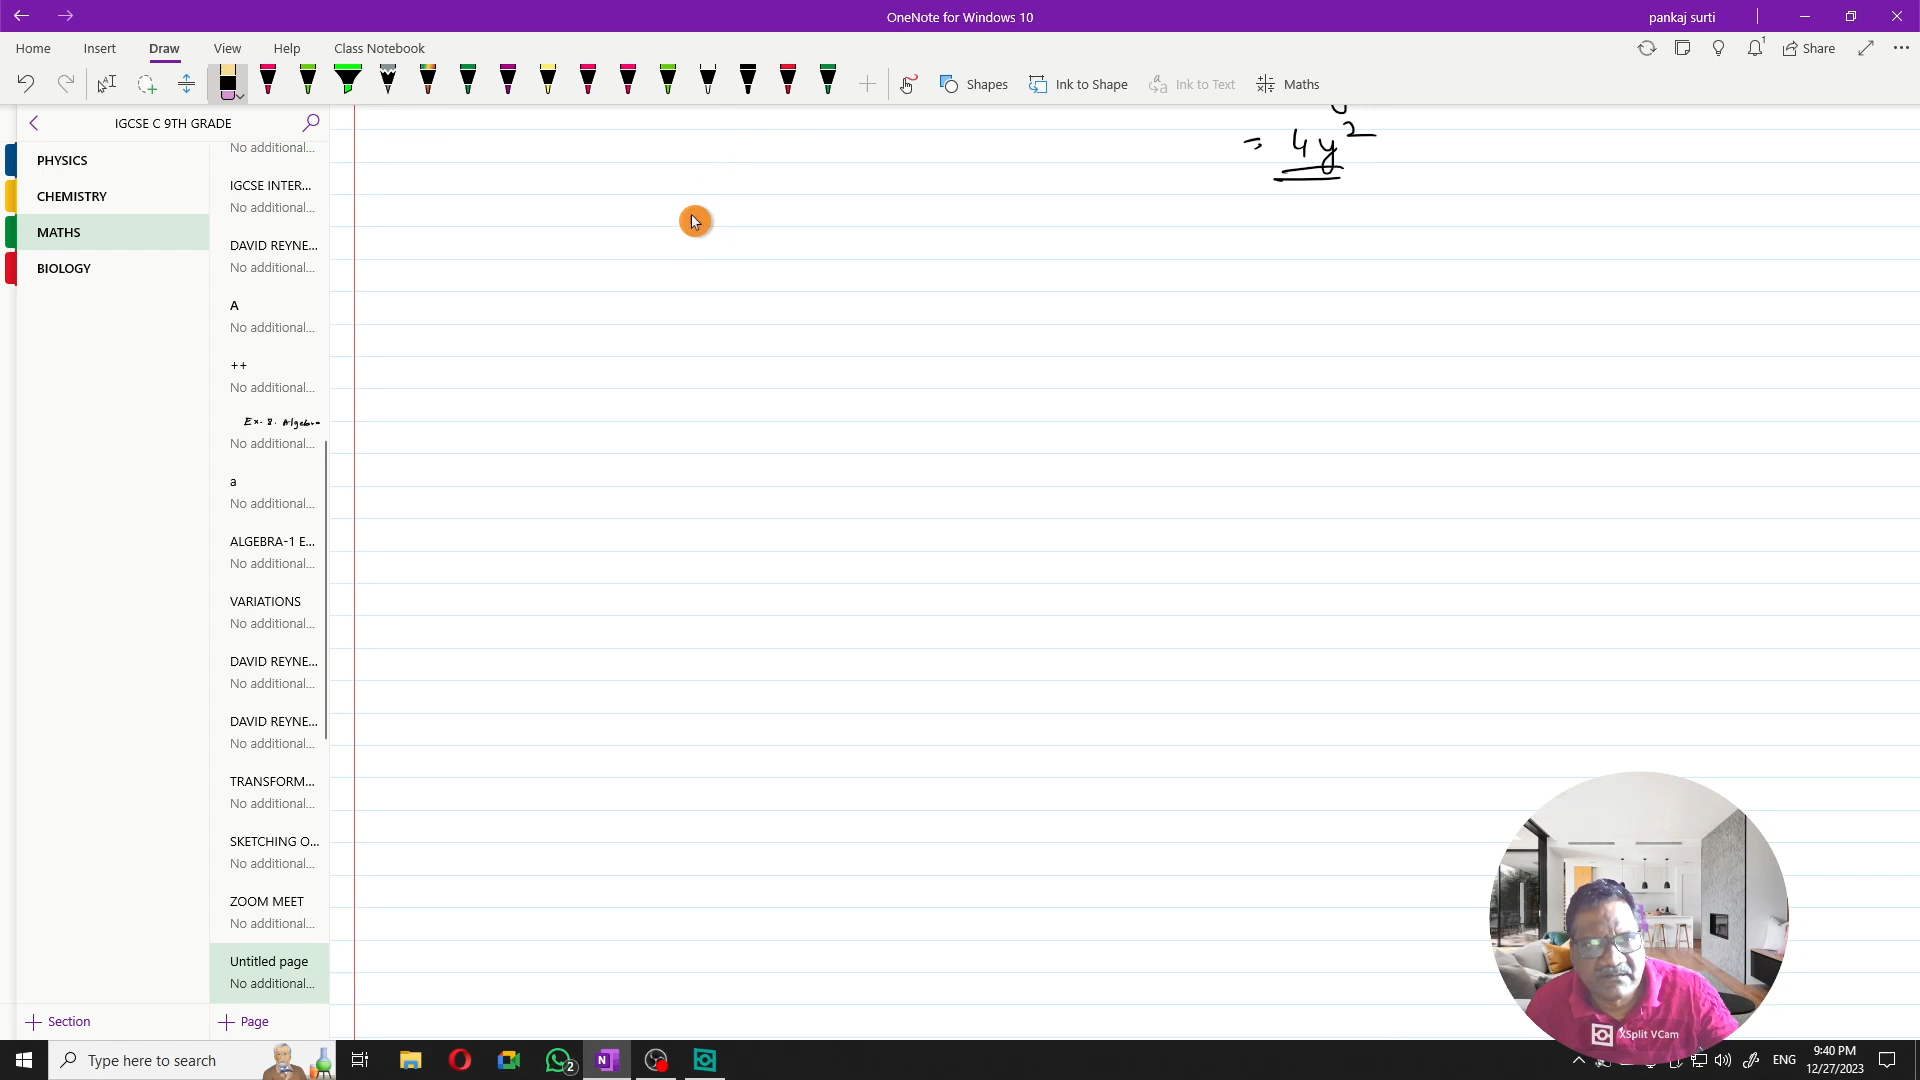 OneNote for Windows 10
pankaj surti
Home Insert Draw View Help Class Notebook
Share
Shapes Ink to Shape Ink to Text Maths
IGCSE C 9TH GRADE
PHYSICS
CHEMISTRY
MATHS
BIOLOGY
No additional...
IGCSE INTER...
No additional...
DAVID REYNE...
No additional...
A
No additional...
++
No additional...
Ex. 8. Algebra
No additional...
a
No additional...
ALGEBRA-1 E...
No additional...
VARIATIONS
No additional...
DAVID REYNE...
No additional...
DAVID REYNE...
No additional...
TRANSFORM...
No additional...
SKETCHING O...
No additional...
ZOOM MEET
No additional...
Untitled page
No additional...
Section
Page
= 4y²
XSplit VCam
Type here to search
2
N
ENG
9:40 PM
12/27/2023